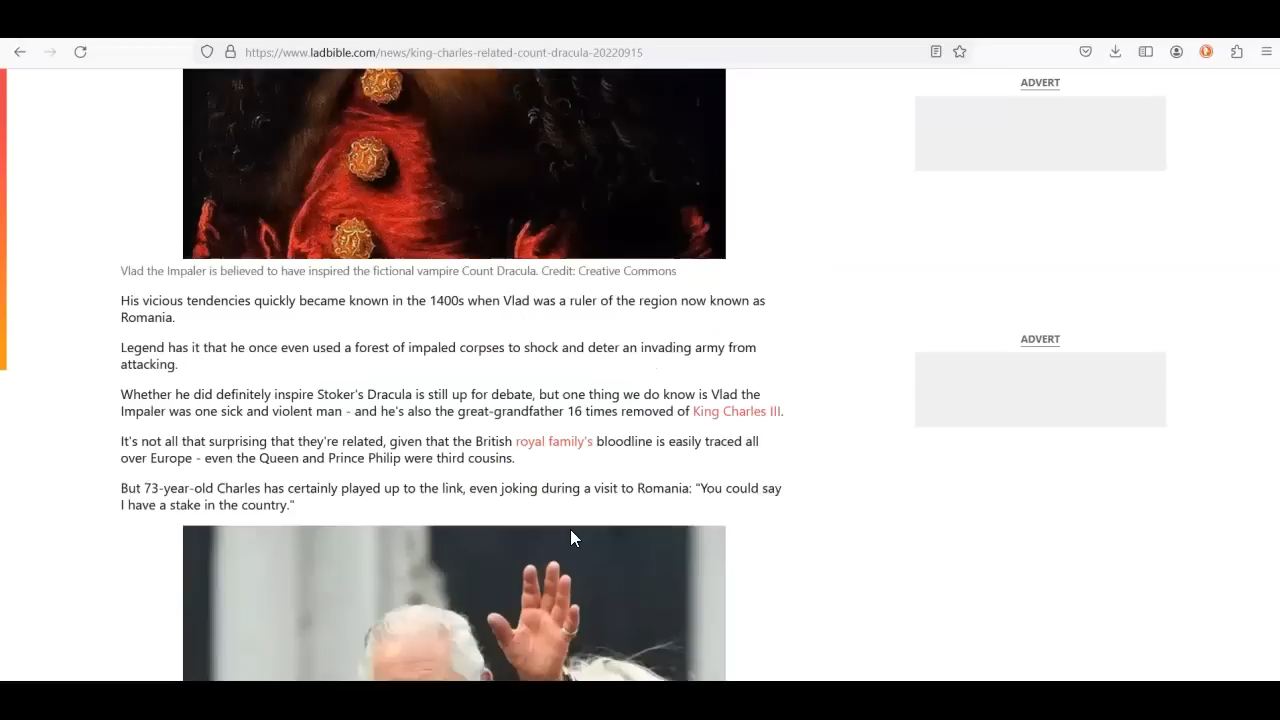 https://www.ladbible.com/news/king-charles-related-count-dracula-20220915
ADVERT
Vlad the Impaler is believed to have inspired the fictional vampire Count Dracula. Credit: Creative Commons
His vicious tendencies quickly became known in the 1400s when Vlad was a ruler of the region now known as
Romania.
ADVERT
Legend has it that he once even used a forest of impaled corpses to shock and deter an invading army from
attacking.
Whether he did definitely inspire Stoker's Dracula is still up for debate, but one thing we do know is Vlad the
Impaler was one sick and violent man - and he's also the great-grandfather 16 times removed of King Charles III.
It's not all that surprising that they're related, given that the British royal family's bloodline is easily traced all
over Europe - even the Queen and Prince Philip were third cousins.
But 73-year-old Charles has certainly played up to the link, even joking during a visit to Romania: "You could say
I have a stake in the country."